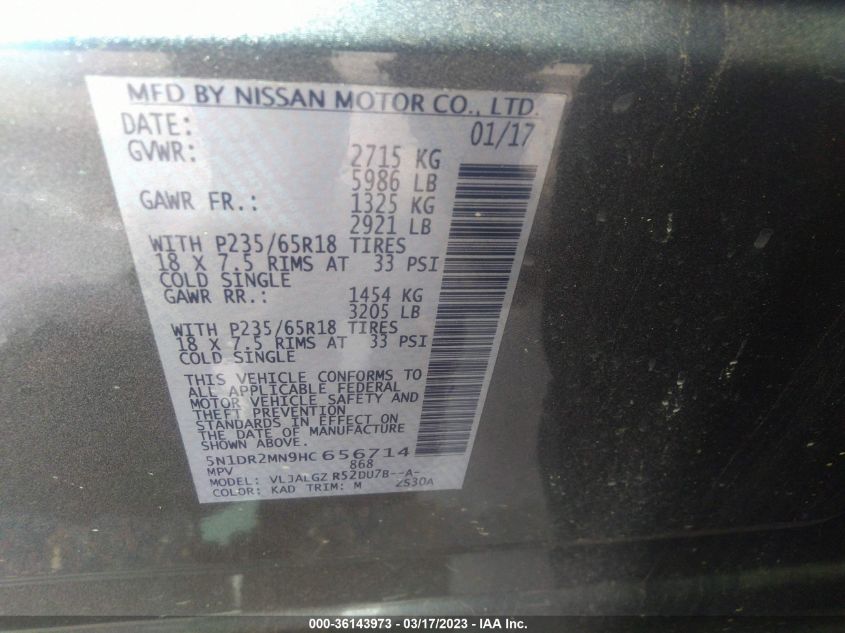 MFD BY NISSAN MOTOR CO., LTD.
DATE: 01/17
GVWR: 2715 KG
5986 LB
GAWR FR.: 1325 KG
2921 LB
WITH P235/65R18 TIRES
18 X 7.5 RIMS AT 33 PSI
COLD SINGLE
GAWR RR.: 1454 KG
3205 LB
WITH P235/65R18 TIRES
18 X 7.5 RIMS AT 33 PSI
COLD SINGLE
THIS VEHICLE CONFORMS TO
ALL APPLICABLE FEDERAL
MOTOR VEHICLE SAFETY AND
THEFT PREVENTION
STANDARDS IN EFFECT ON
THE DATE OF MANUFACTURE
SHOWN ABOVE.
5N1DR2MN9HC656714
MPV 868
MODEL: VLJALGZ R52DU7B--A-
COLOR: KAD TRIM: M ZS30A
000-36143973 - 03/17/2023 - IAA Inc.